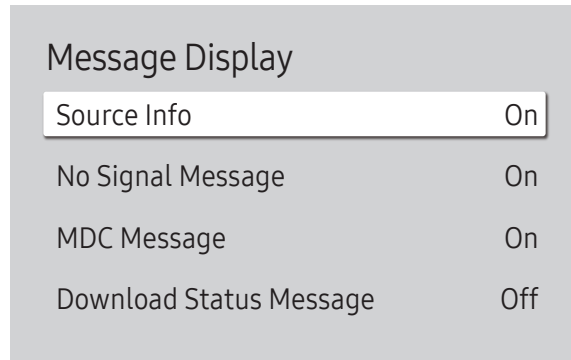 Message Display
Source Info On
No Signal Message On
MDC Message On
Download Status Message Off